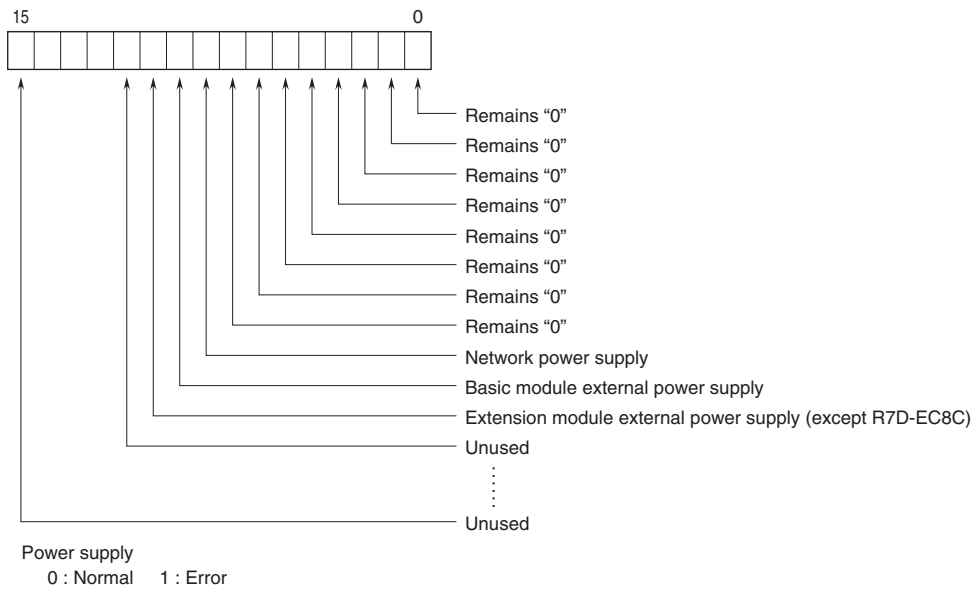 15 0
Remains “0”
Remains “0”
Remains “0”
Remains “0”
Remains “0”
Remains “0”
Remains “0”
Remains “0”
Network power supply
Basic module external power supply
Extension module external power supply (except R7D-EC8C)
Unused
Unused
Power supply
0 : Normal 1 : Error